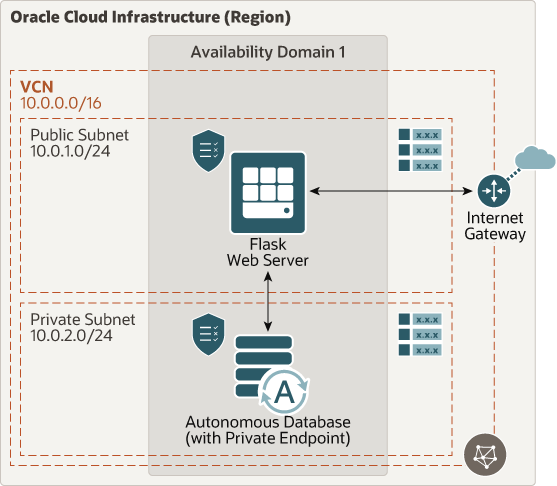 Oracle Cloud Infrastructure (Region)
Availability Domain 1
VCN
10.0.0.0/16
Public Subnet
10.0.1.0/24
x.x.x
x.x.x
x.x.x
Flask
Web Server
Internet
Gateway
Private Subnet
10.0.2.0/24
x.x.x
x.x.x
x.x.x
A
Autonomous Database
(with Private Endpoint)